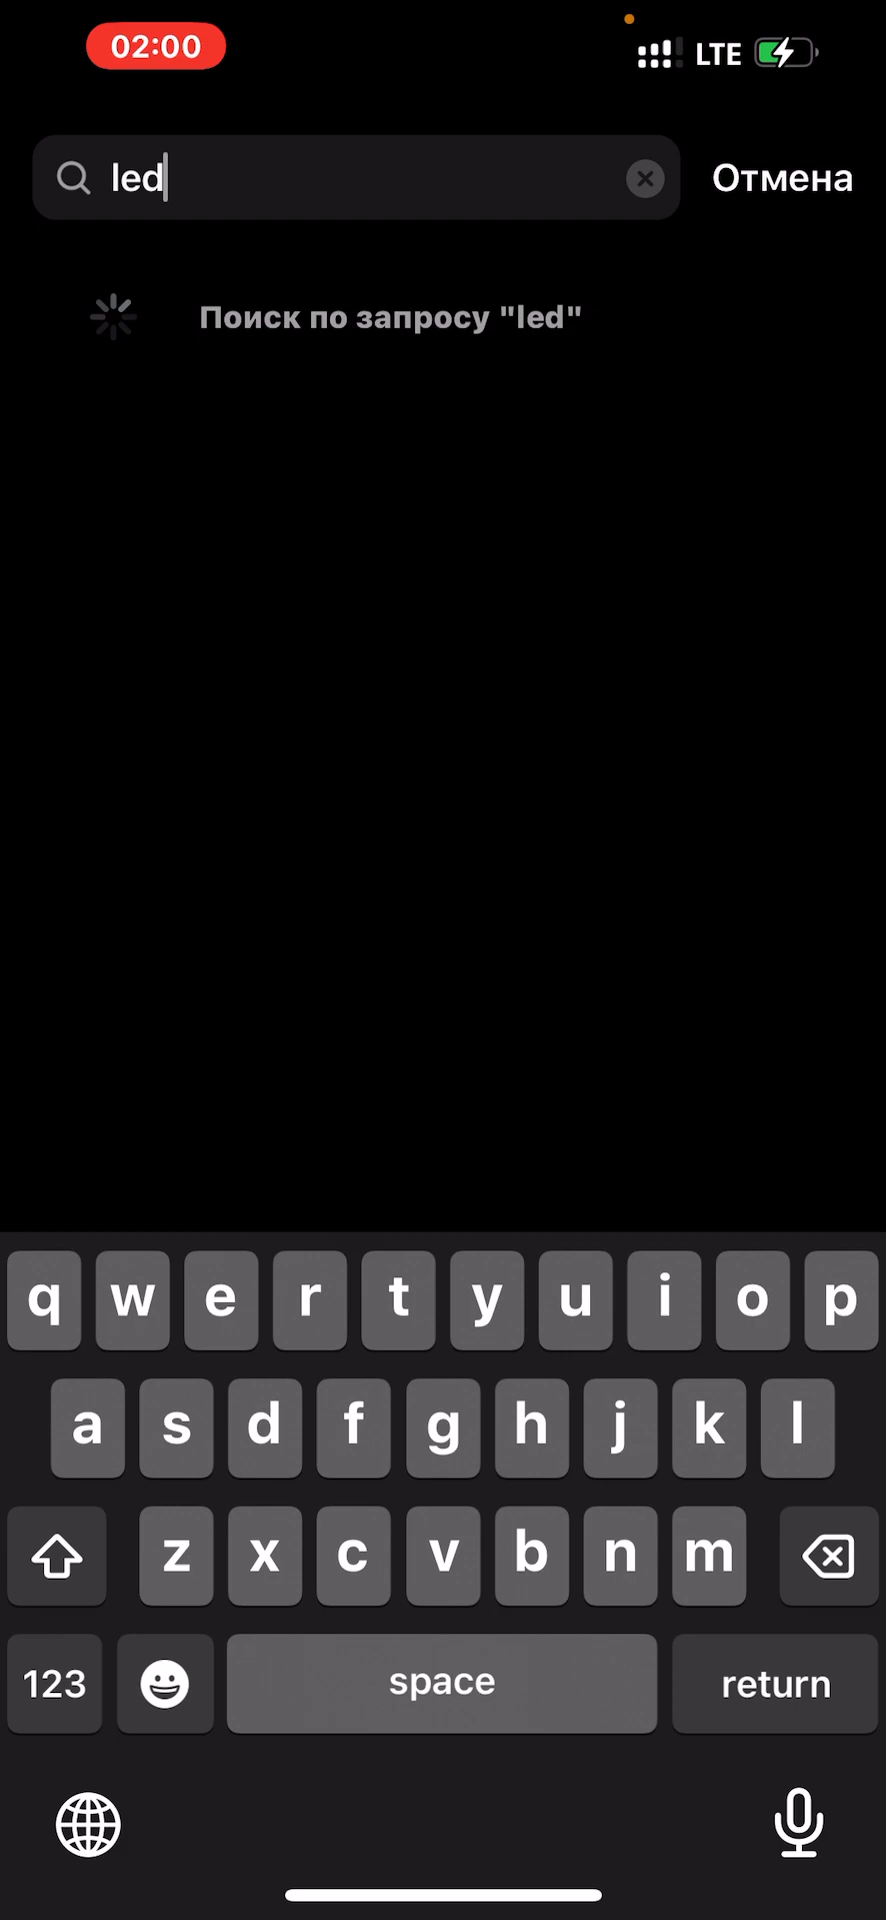 02:00 LTE
led Отмена
Поиск по запросу "led"
q w e r t y u i o p
a s d f g h j k l
z x c v b n m
123 space return